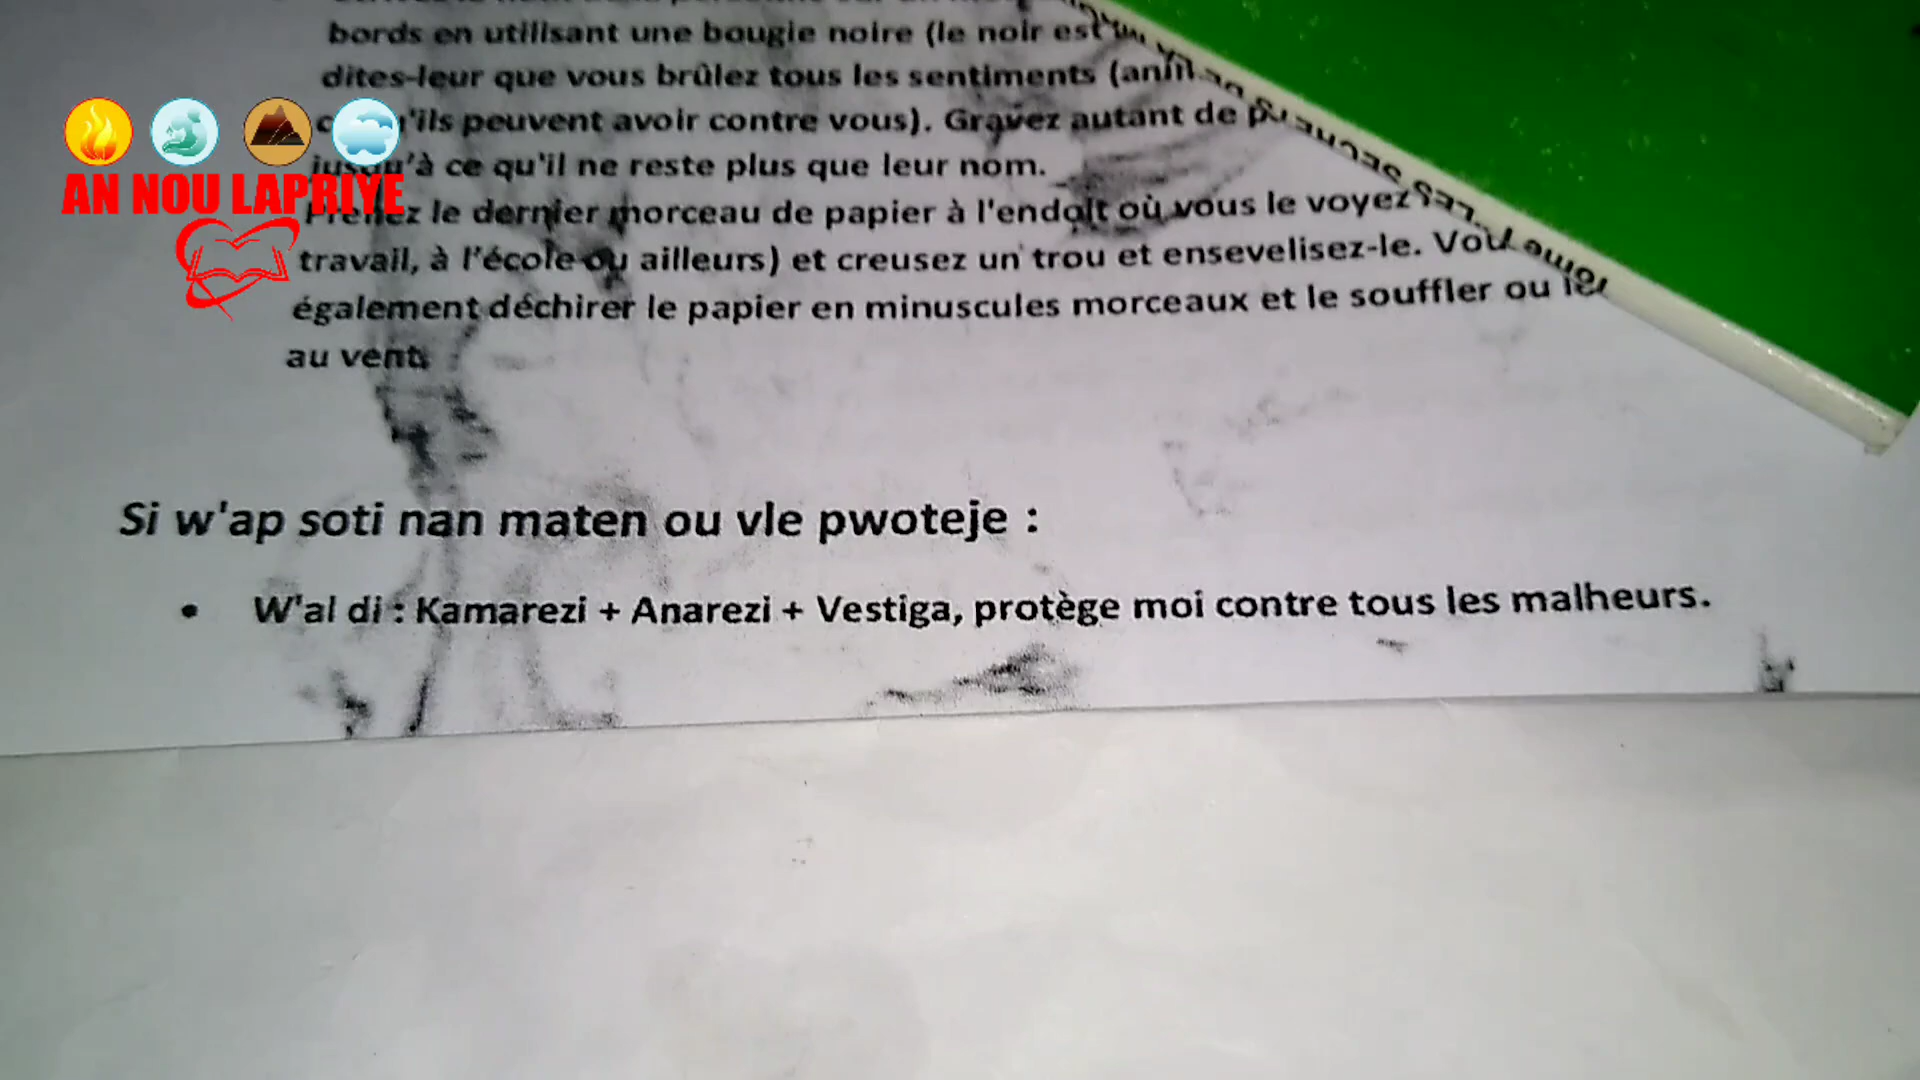 bords en utilisant une bougie noire (le noir est
dites-leur que vous brûlez tous les sentiments
qu'ils peuvent avoir contre vous). Gravez autant de
jusqu'à ce qu'il ne reste plus que leur nom.
Prenez le dernier morceau de papier à l'endoit où vous le voyez
travail, à l'école ou ailleurs) et creusez un trou et ensevelisez-le.
également déchirer le papier en minuscules morceaux et le souffler ou
au vent.
Si w'ap soti nan maten ou vle pwoteje :
• W'al di : Kamarezi + Anarezi + Vestiga, protège moi contre tous les malheurs.
AN NOU LAPRIYE